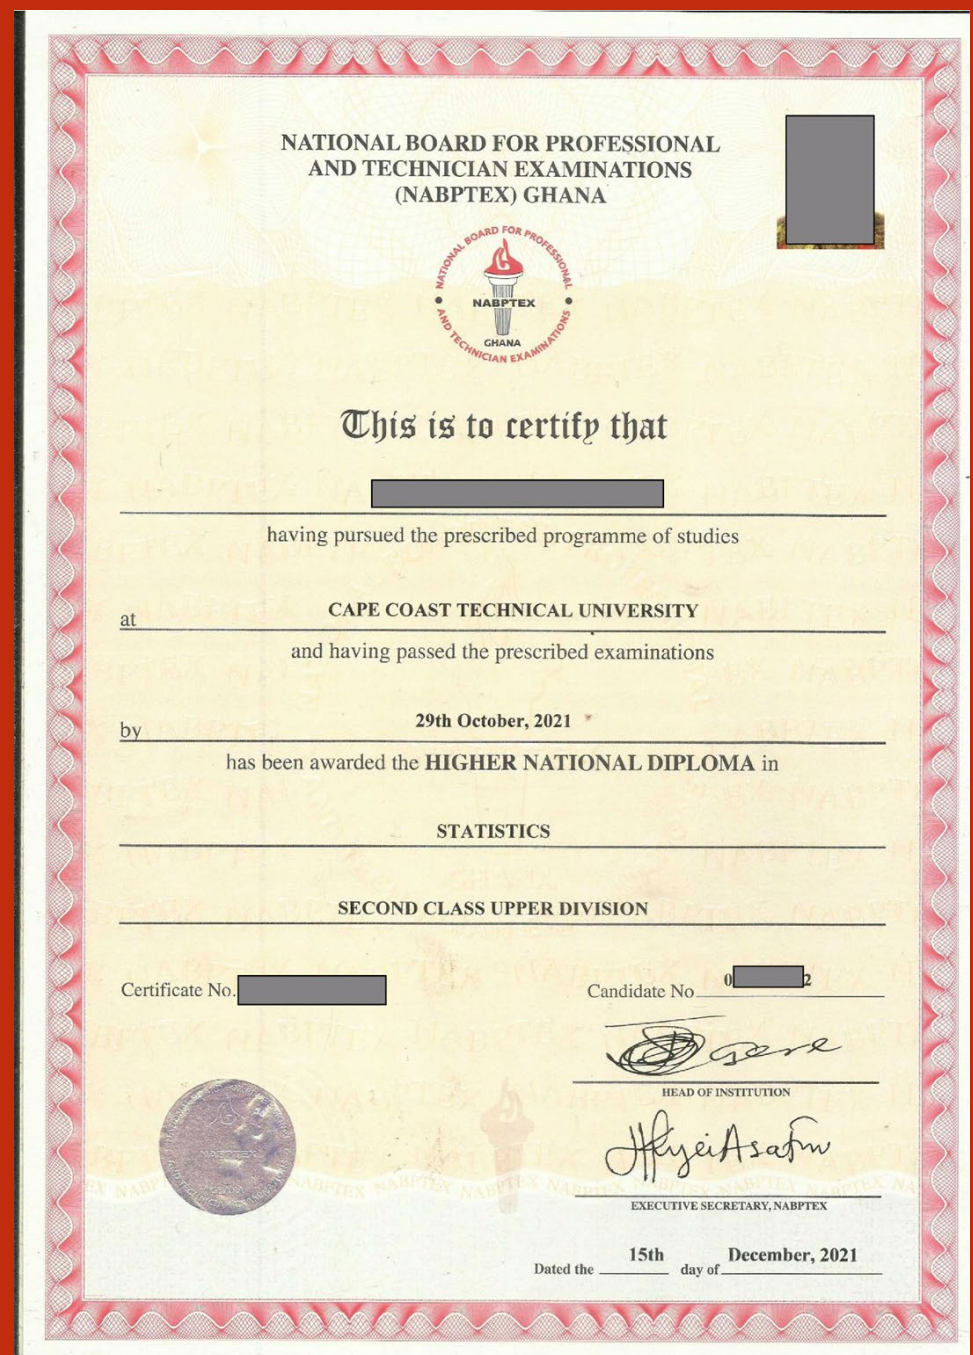 NATIONAL BOARD FOR PROFESSIONAL
AND TECHNICIAN EXAMINATIONS
(NABPTEX) GHANA
NATIONAL BOARD FOR PROFESSIONAL
AND TECHNICIAN EXAMINATIONS
NABPTEX
GHANA
This is to certify that
having pursued the prescribed programme of studies
at CAPE COAST TECHNICAL UNIVERSITY
and having passed the prescribed examinations
by 29th October, 2021
has been awarded the HIGHER NATIONAL DIPLOMA in
STATISTICS
SECOND CLASS UPPER DIVISION
Certificate No.
Candidate No 0 2
HEAD OF INSTITUTION
EXECUTIVE SECRETARY, NABPTEX
Dated the 15th day of December, 2021